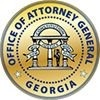 OFFICE OF ATTORNEY GENERAL
GEORGIA